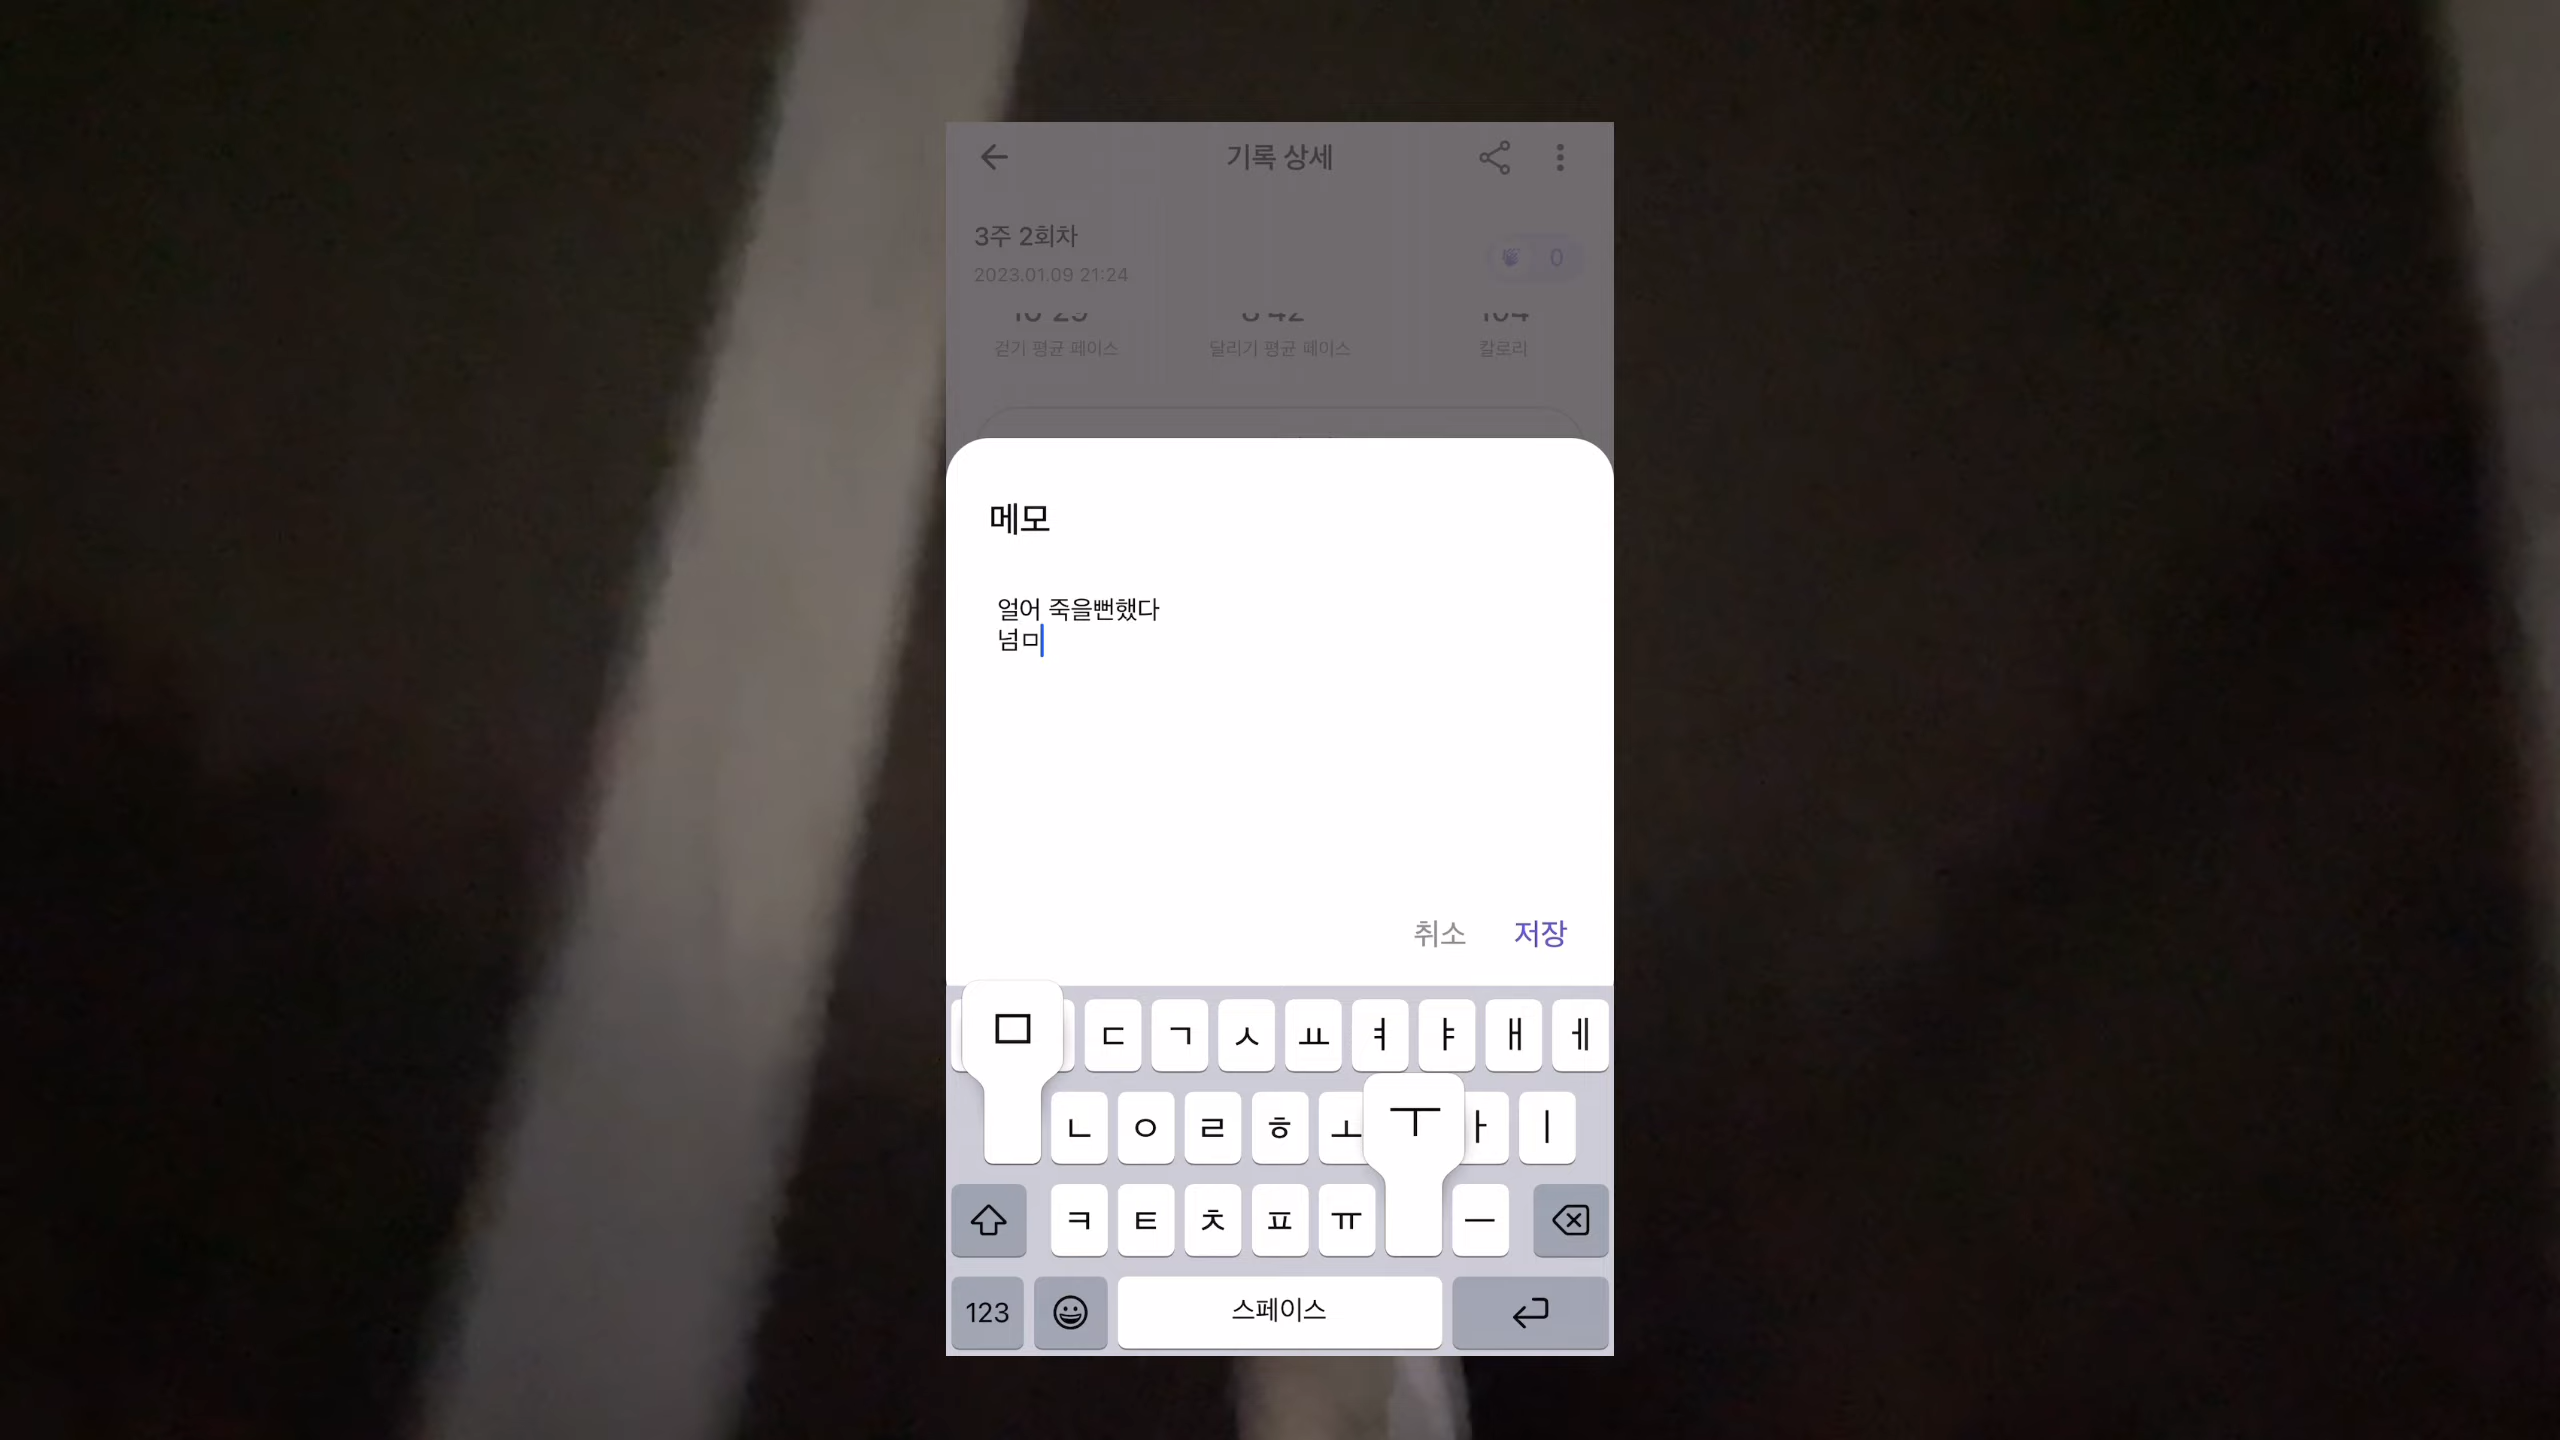 기록 상세
3주 2회차
0
2023.01.09 21:24
걷기 평균 페이스
달리기 평균 페이스
칼로리
메모
얼어 죽을뻔했다
넘ㅁ
취소
저장
ㅁ
ㄷ ㄱ ㅅ ㅛ ㅕ ㅑ ㅐ ㅔ
ㄴ ㅇ ㄹ ㅎ ㅗ ㅜ ㅏ ㅣ
ㅋ ㅌ ㅊ ㅍ ㅠ ㅡ
123
스페이스